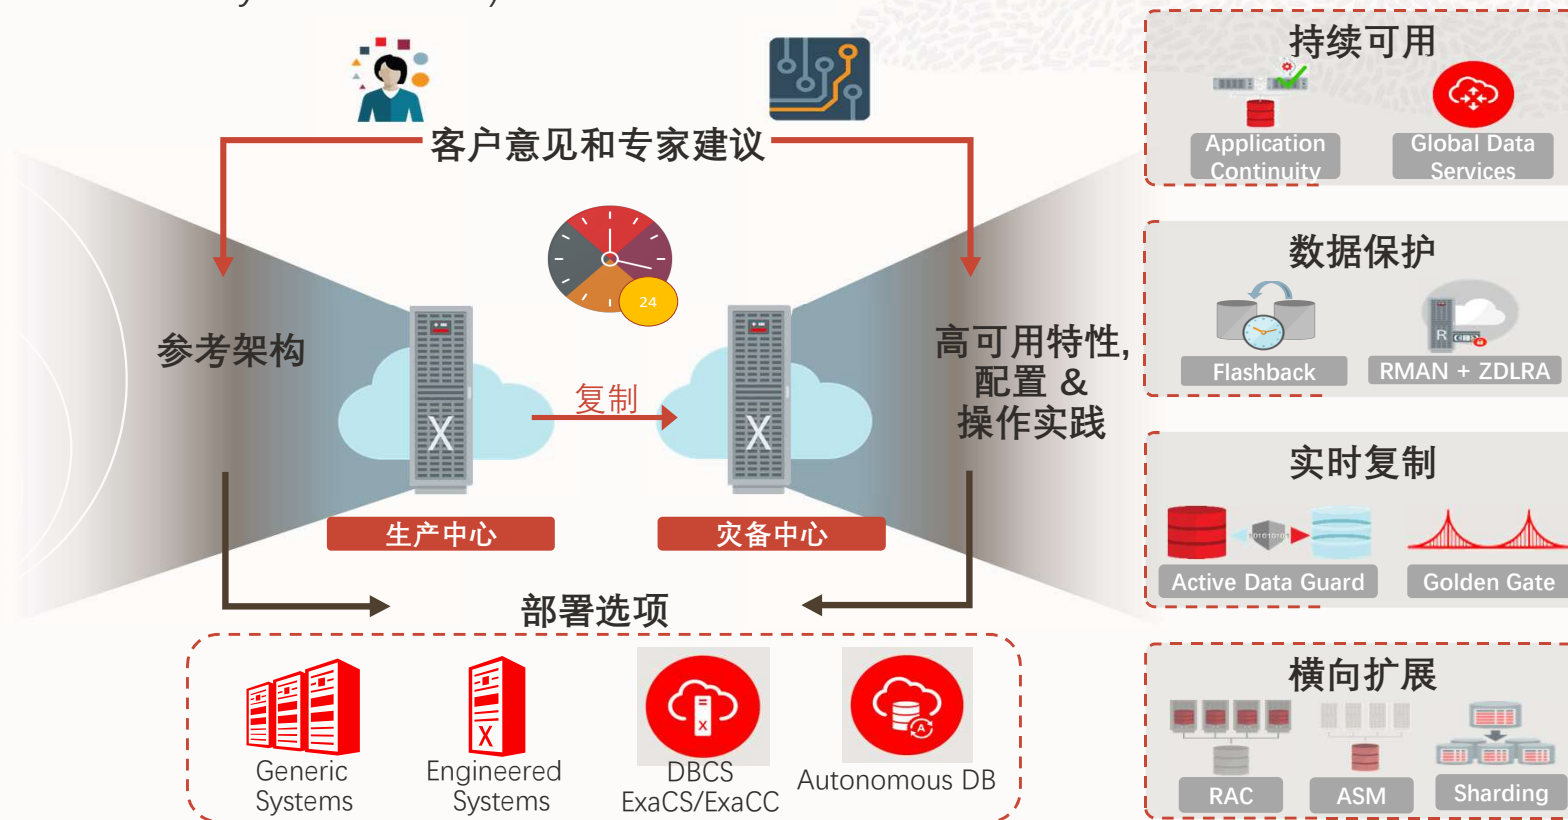 客户意见和专家建议
24
参考架构
复制
高可用特性,
配置 &
操作实践
X
X
生产中心
灾备中心
部署选项
X
Generic
Systems
Engineered
Systems
X
DBCS
ExaCS/ExaCC
A
Autonomous DB
持续可用
Application
Continuity
Global Data
Services
数据保护
R
Flashback
RMAN + ZDLRA
实时复制
Active Data Guard
Golden Gate
横向扩展
RAC
ASM
Sharding